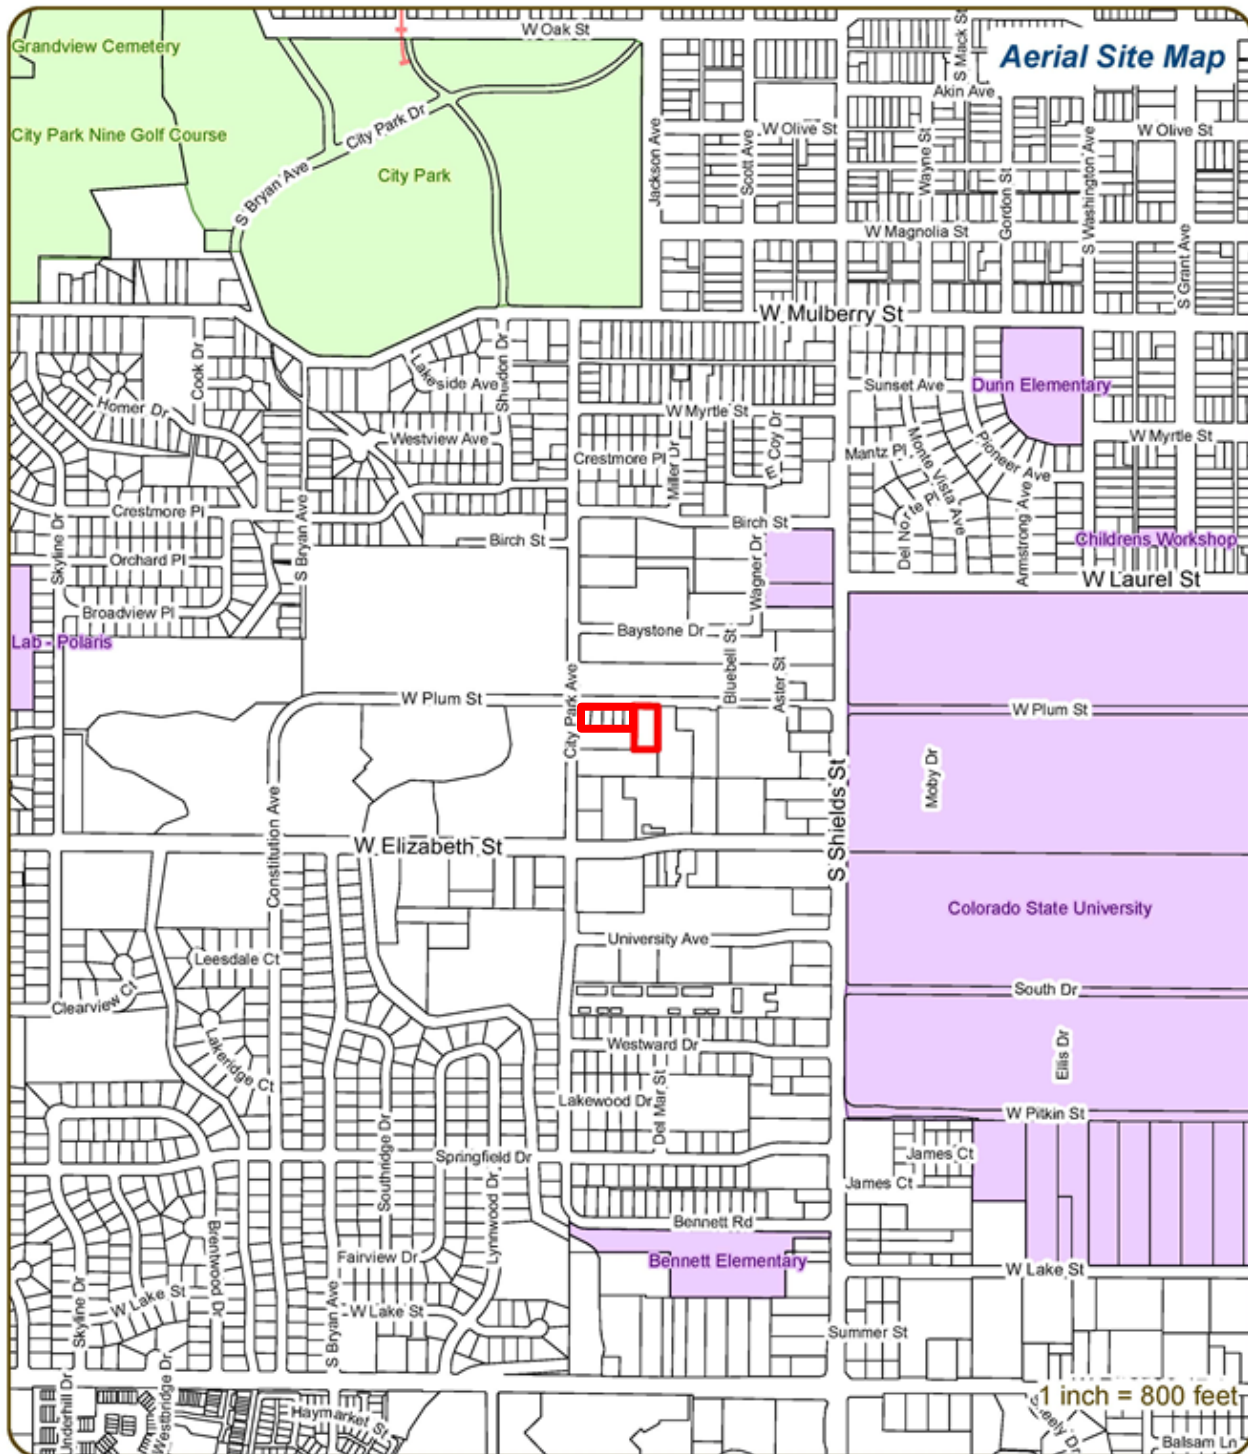 W Oak St
Grandview Cemetery
S Mack St
Aerial Site Map
Akin Ave
City Park Dr
City Park Nine Golf Course
W Olive St
W Olive St
Jackson Ave
Scott Ave
Wayne St
City Park
S Bryan Ave
Gordon St
S Washington Ave
W Magnolia St
S Grant Ave
W Mulberry St
Cook Dr
Lakeside Ave
Sheldon Dr
Sunset Ave
Dunn Elementary
Homer Dr
W Myrtle St
Westview Ave
E Coy Dr
W Myrtle St
Crestmore Pl
Miller Dr
Mantz Pl
Monte Vista Ave
Pioneer Ave
Crestmore Pl
S Bryan Ave
Del Norte Pl
Armstrong Ave
Birch St
Birch St
Childrens Workshop
Skyline Dr
Orchard Pl
Wagner Dr
W Laurel St
Broadview Pl
Lab - Polaris
Baystone Dr
Bluebell St
Aster St
City Park Ave
W Plum St
W Plum St
Moby Dr
S Shields St
Constitution Ave
W Elizabeth St
Colorado State University
University Ave
Leesdale Ct
Clearview Ct
South Dr
Lakeridge Ct
Westward Dr
Ellis Dr
Lakewood Dr
Del Mar St
W Pitkin St
Southridge Dr
Springfield Dr
James Ct
James Ct
Lynnwood Dr
Bennett Rd
Brentwood Dr
Fairview Dr
Bennett Elementary
W Lake St
Skyline Dr
W Lake St
S Bryan Ave
W Lake St
Summer St
Underhill Dr
Westbridge Dr
1 inch = 800 feet
Haymarket St
Balsam Ln